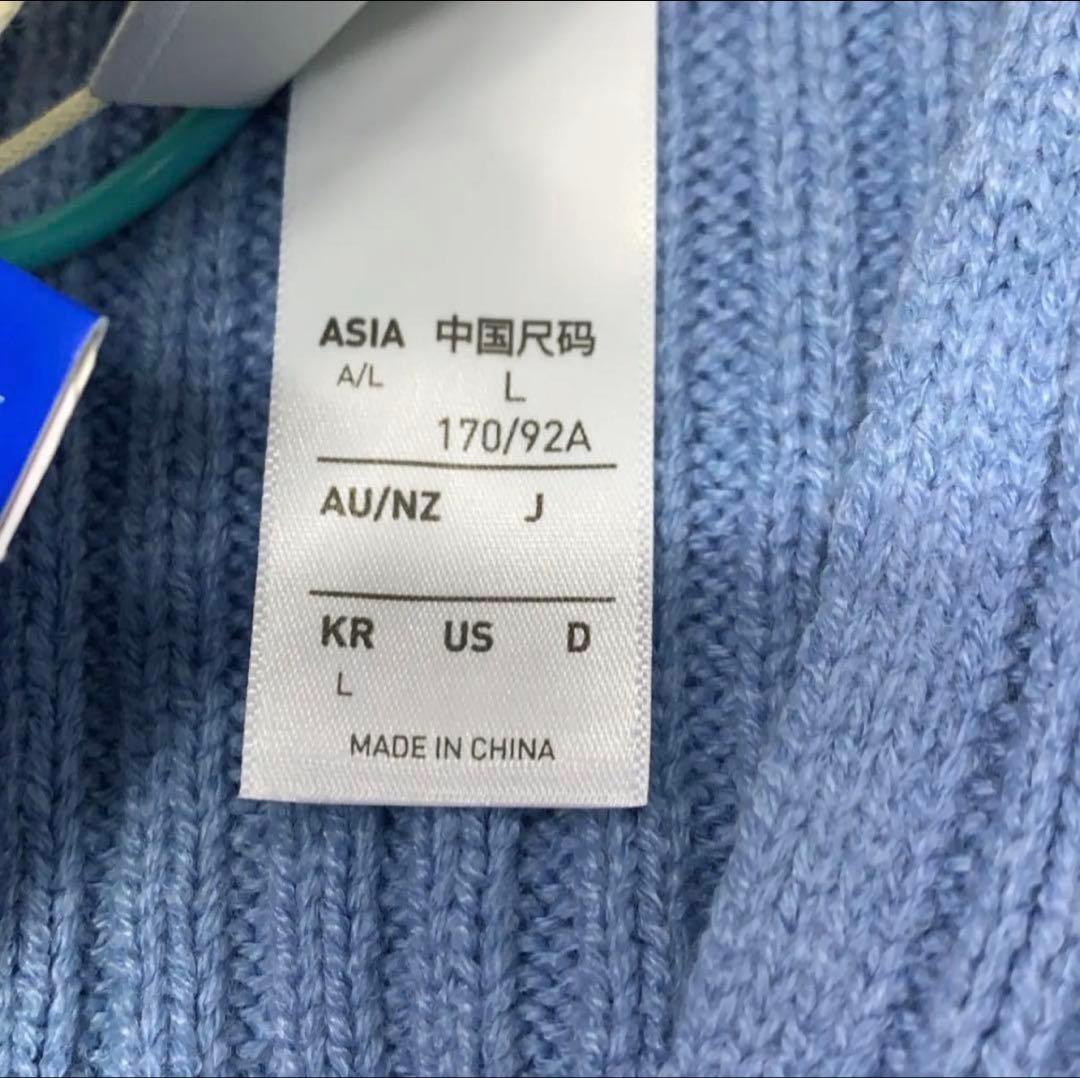 ASIA 中国尺码
A/L L
170/92A
AU/NZ J
KR US D
L
MADE IN CHINA